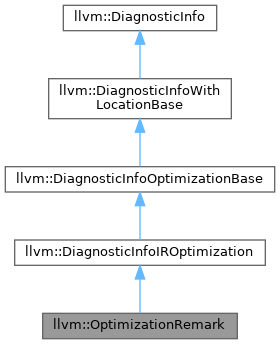 llvm::DiagnosticInfo
llvm::DiagnosticInfoWith
LocationBase
llvm::DiagnosticInfoOptimizationBase
llvm::DiagnosticInfoIROptimization
llvm::OptimizationRemark